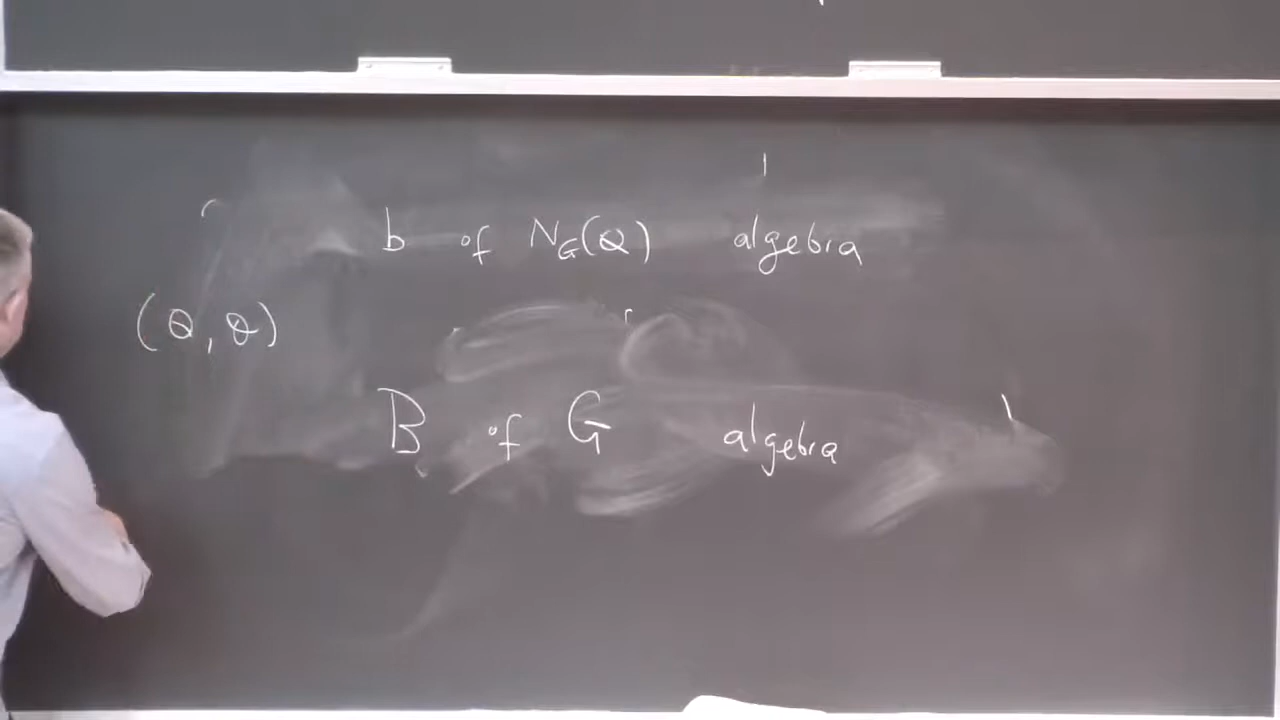 b of N_G(Q) algebra
(Q, θ)
B of G algebra